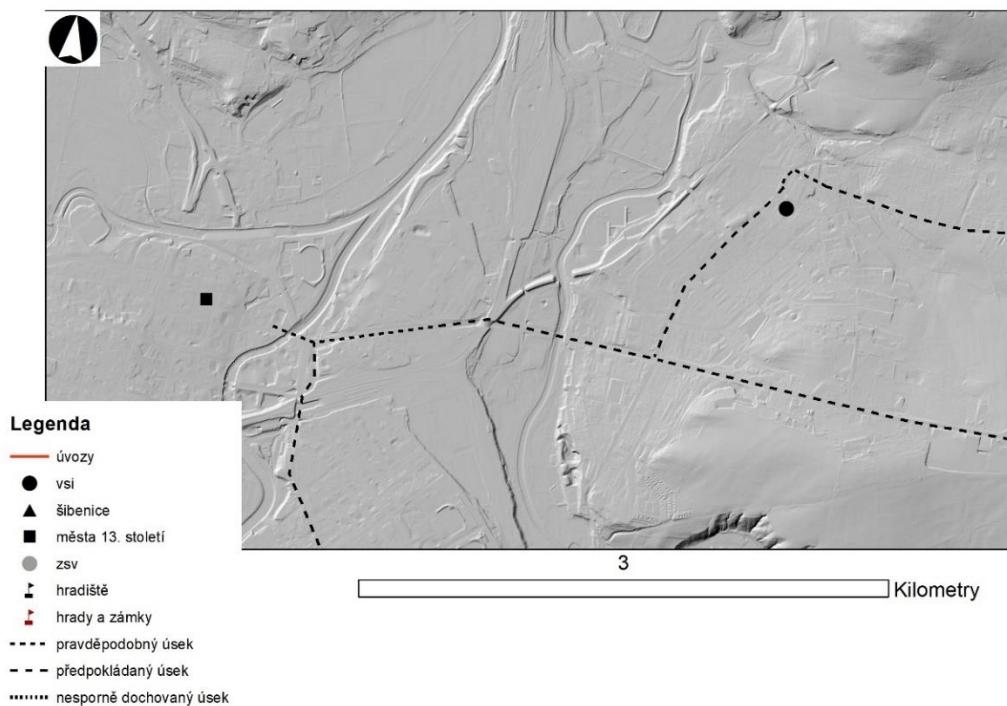 Legenda
úvozy
vsi
šibenice
města 13. století
zsv
hradiště
hrady a zámky
pravděpodobný úsek
předpokládaný úsek
nesporně dochovaný úsek
3
Kilometry